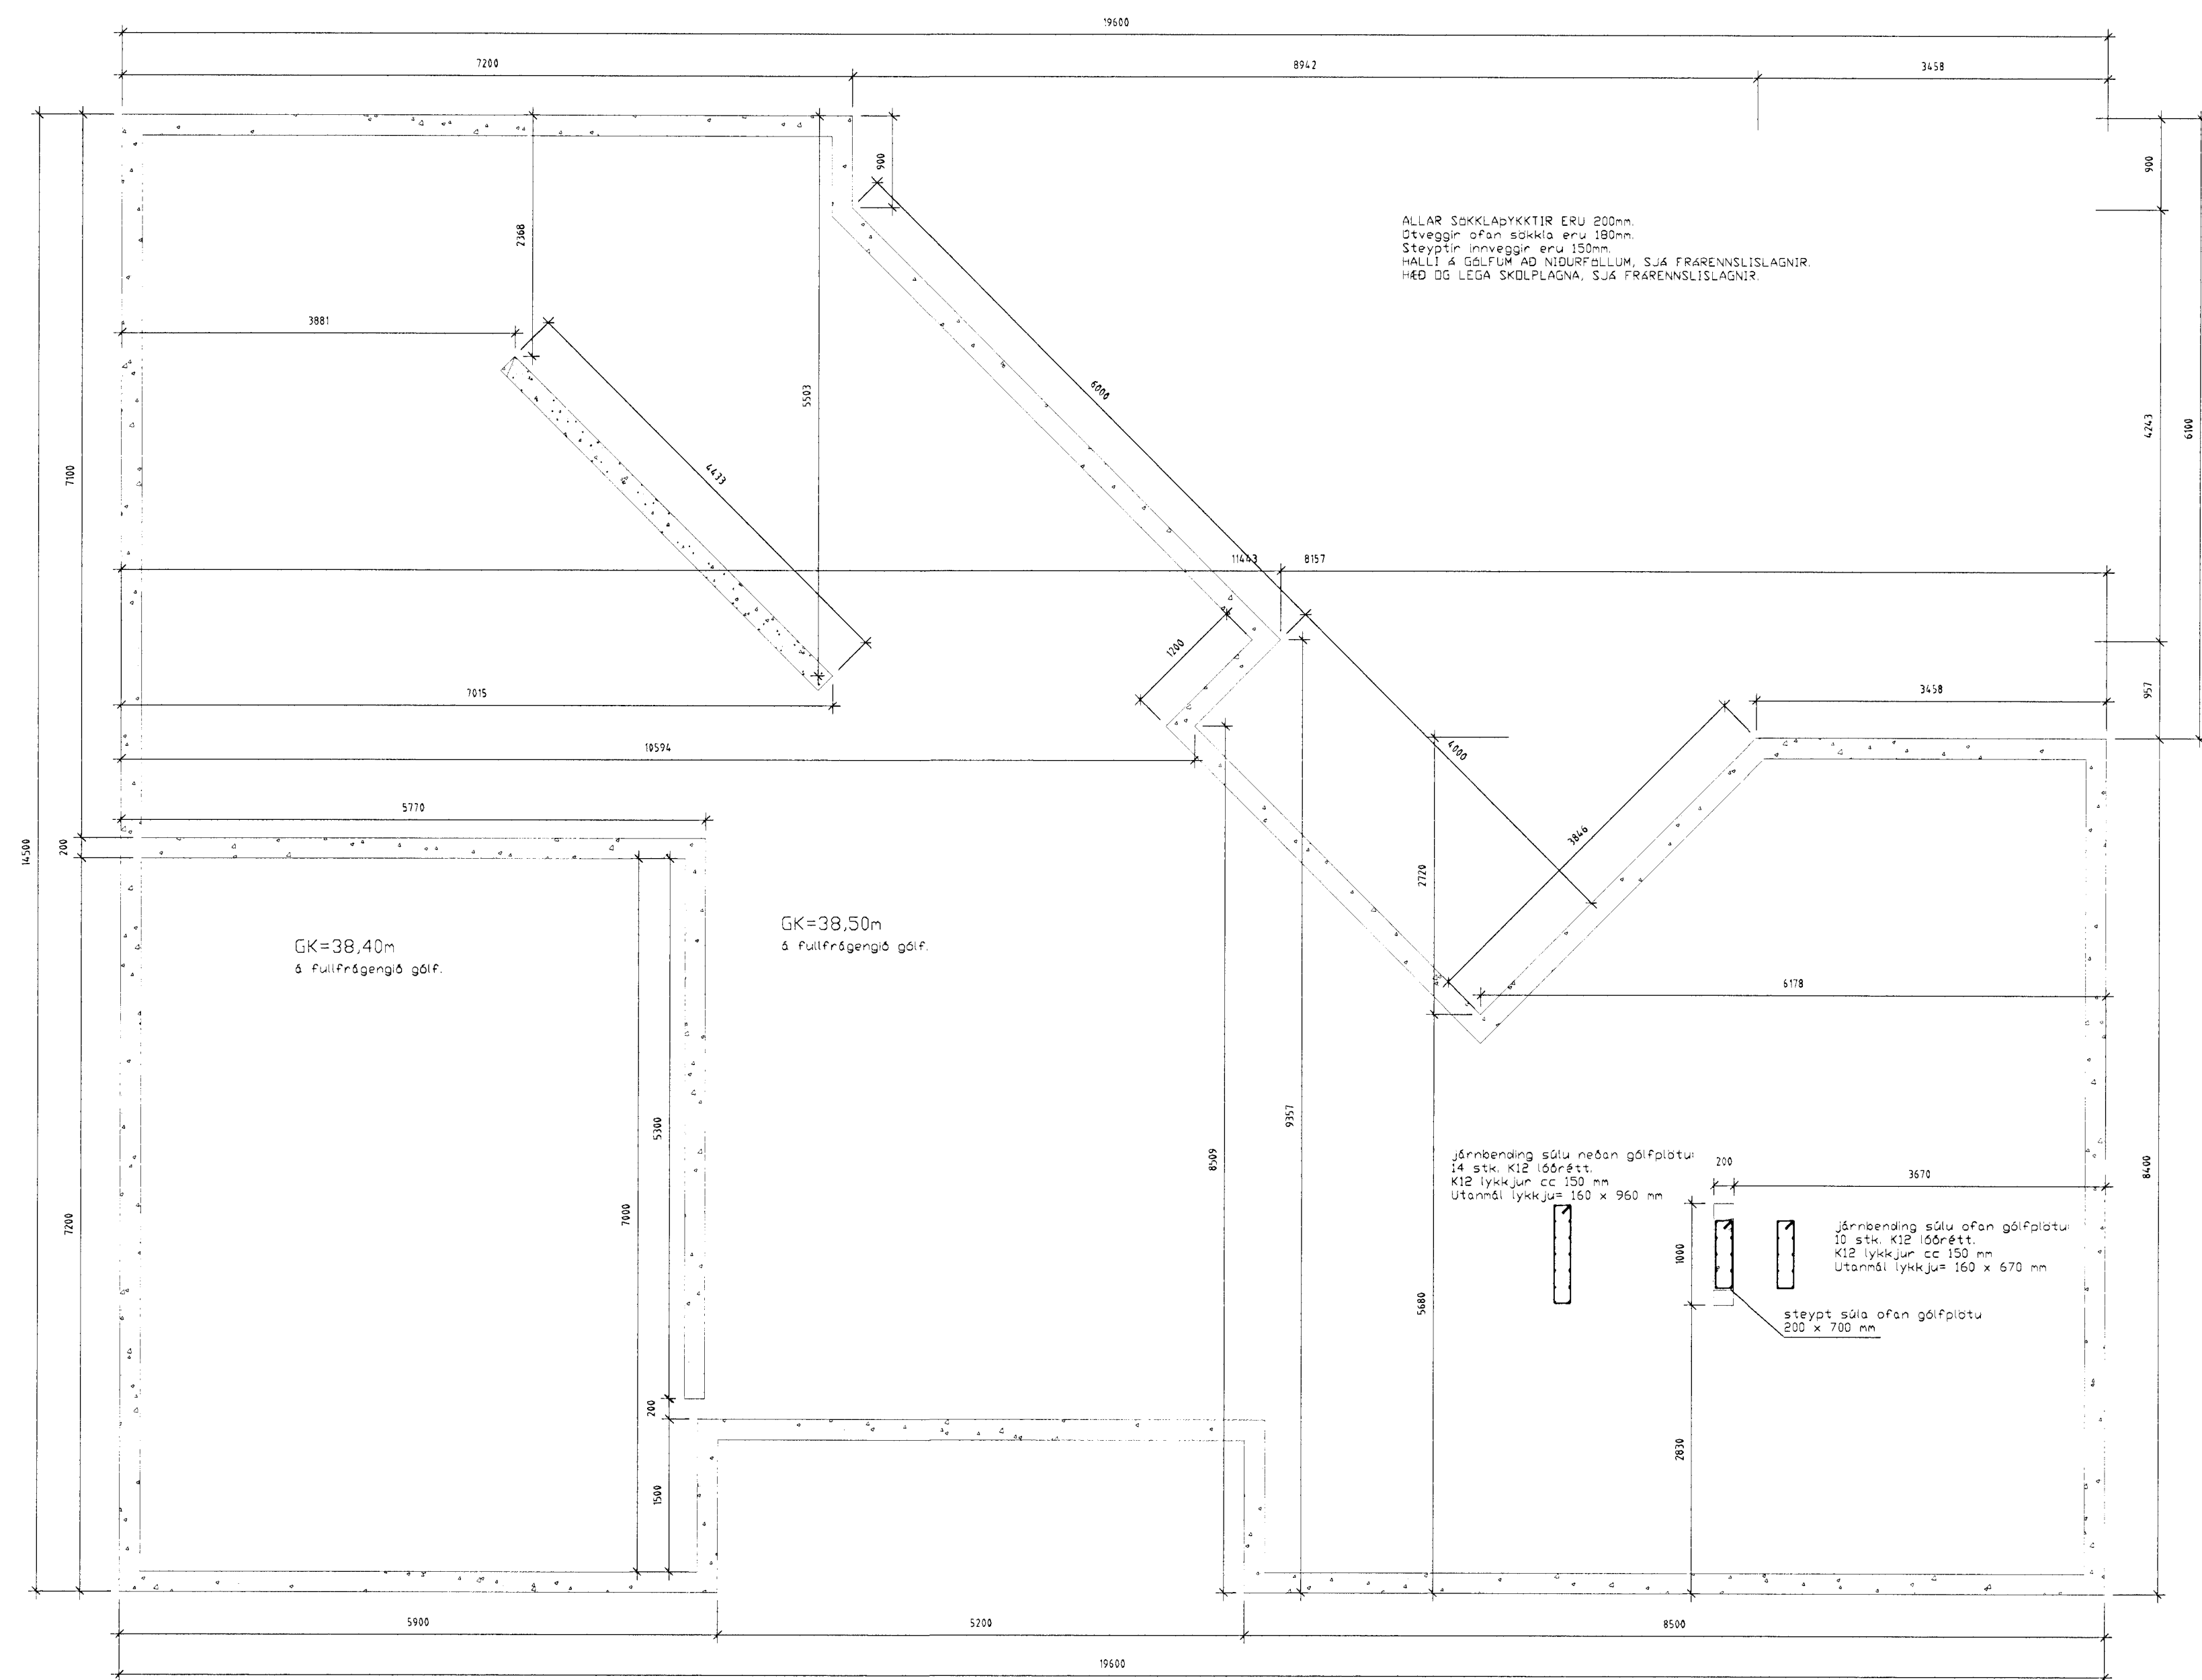 19600
7200
8942
3458
900
900
2368
ALLAR SÖKKLAÞYKKTIR ERU 200mm.
Útveggir ofan sökkla eru 180mm.
Steyptir innveggir eru 150mm.
HALLI Á GÓLFUM AÐ NIÐURFÖLLUM, SJÁ FRÁRENNSLISLAGNIR.
HÆÐ OG LEGA SKOLPLAGNA, SJÁ FRÁRENNSLISLAGNIR.
3881
5503
6000
4243
6100
7100
4433
11443
8157
1200
7015
3458
957
10594
4000
5770
3846
14500
200
2720
GK=38,40m
á fullfrágengið gólf.
GK=38,50m
á fullfrágengið gólf.
6178
5300
9357
8509
7000
7200
járnbending súlu neðan gólfplötu:
14 stk. K12 lóðrétt.
K12 lykkjur cc 150 mm
Utanmál lykkju= 160 x 960 mm
200
3670
8400
1000
járnbending súlu ofan gólfplötu:
10 stk. K12 lóðrétt.
K12 lykkjur cc 150 mm
Utanmál lykkju= 160 x 670 mm
5680
steypt súla ofan gólfplötu
200 x 700 mm
200
2830
1500
5900
5200
8500
19600